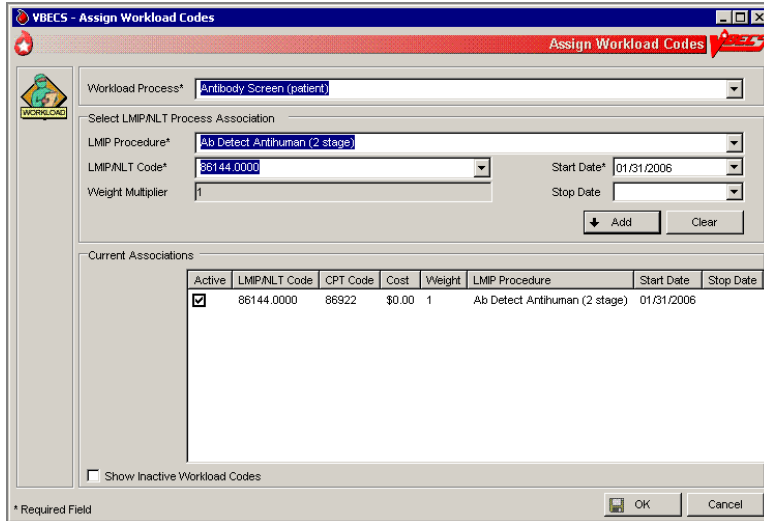 VBECS - Assign Workload Codes
Assign Workload Codes VBECS
WORKLOAD
Workload Process* Antibody Screen (patient)
Select LMIP/NLT Process Association
LMIP Procedure* Ab Detect Antihuman (2 stage)
LMIP/NLT Code* 86144.0000 Start Date* 01/31/2006
Weight Multiplier 1 Stop Date
Add Clear
Current Associations
Active LMIP/NLT Code CPT Code Cost Weight LMIP Procedure Start Date Stop Date
86144.0000 86922 $0.00 1 Ab Detect Antihuman (2 stage) 01/31/2006
Show Inactive Workload Codes
* Required Field OK Cancel